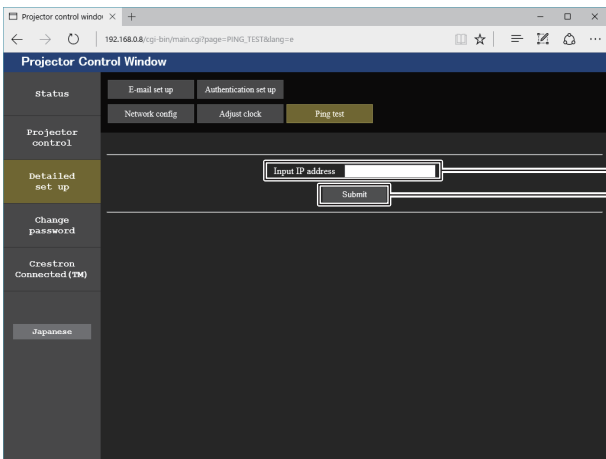 Projector control windov
192.168.0.8/cgi-bin/main.cgi?page=PING_TEST&lang=e
Projector Control Window
Status
E-mail set up
Authentication set up
Network config
Adjust clock
Ping test
Projector
control
Detailed
set up
Change
password
Crestron
Connected(TM)
Japanese
Input IP address
Submit